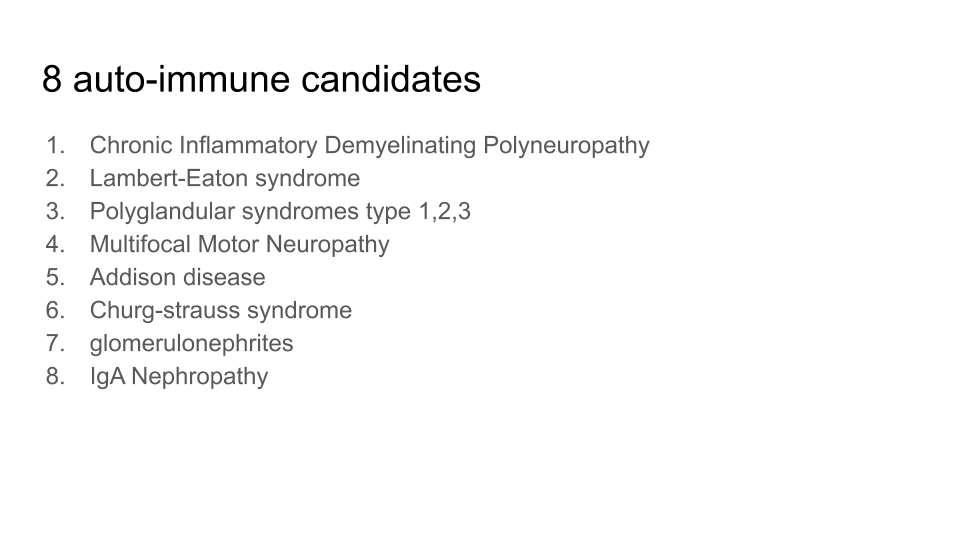 8 auto-immune candidates
1. Chronic Inflammatory Demyelinating Polyneuropathy
2. Lambert-Eaton syndrome
3. Polyglandular syndromes type 1,2,3
4. Multifocal Motor Neuropathy
5. Addison disease
6. Churg-strauss syndrome
7. glomerulonephrites
8. IgA Nephropathy